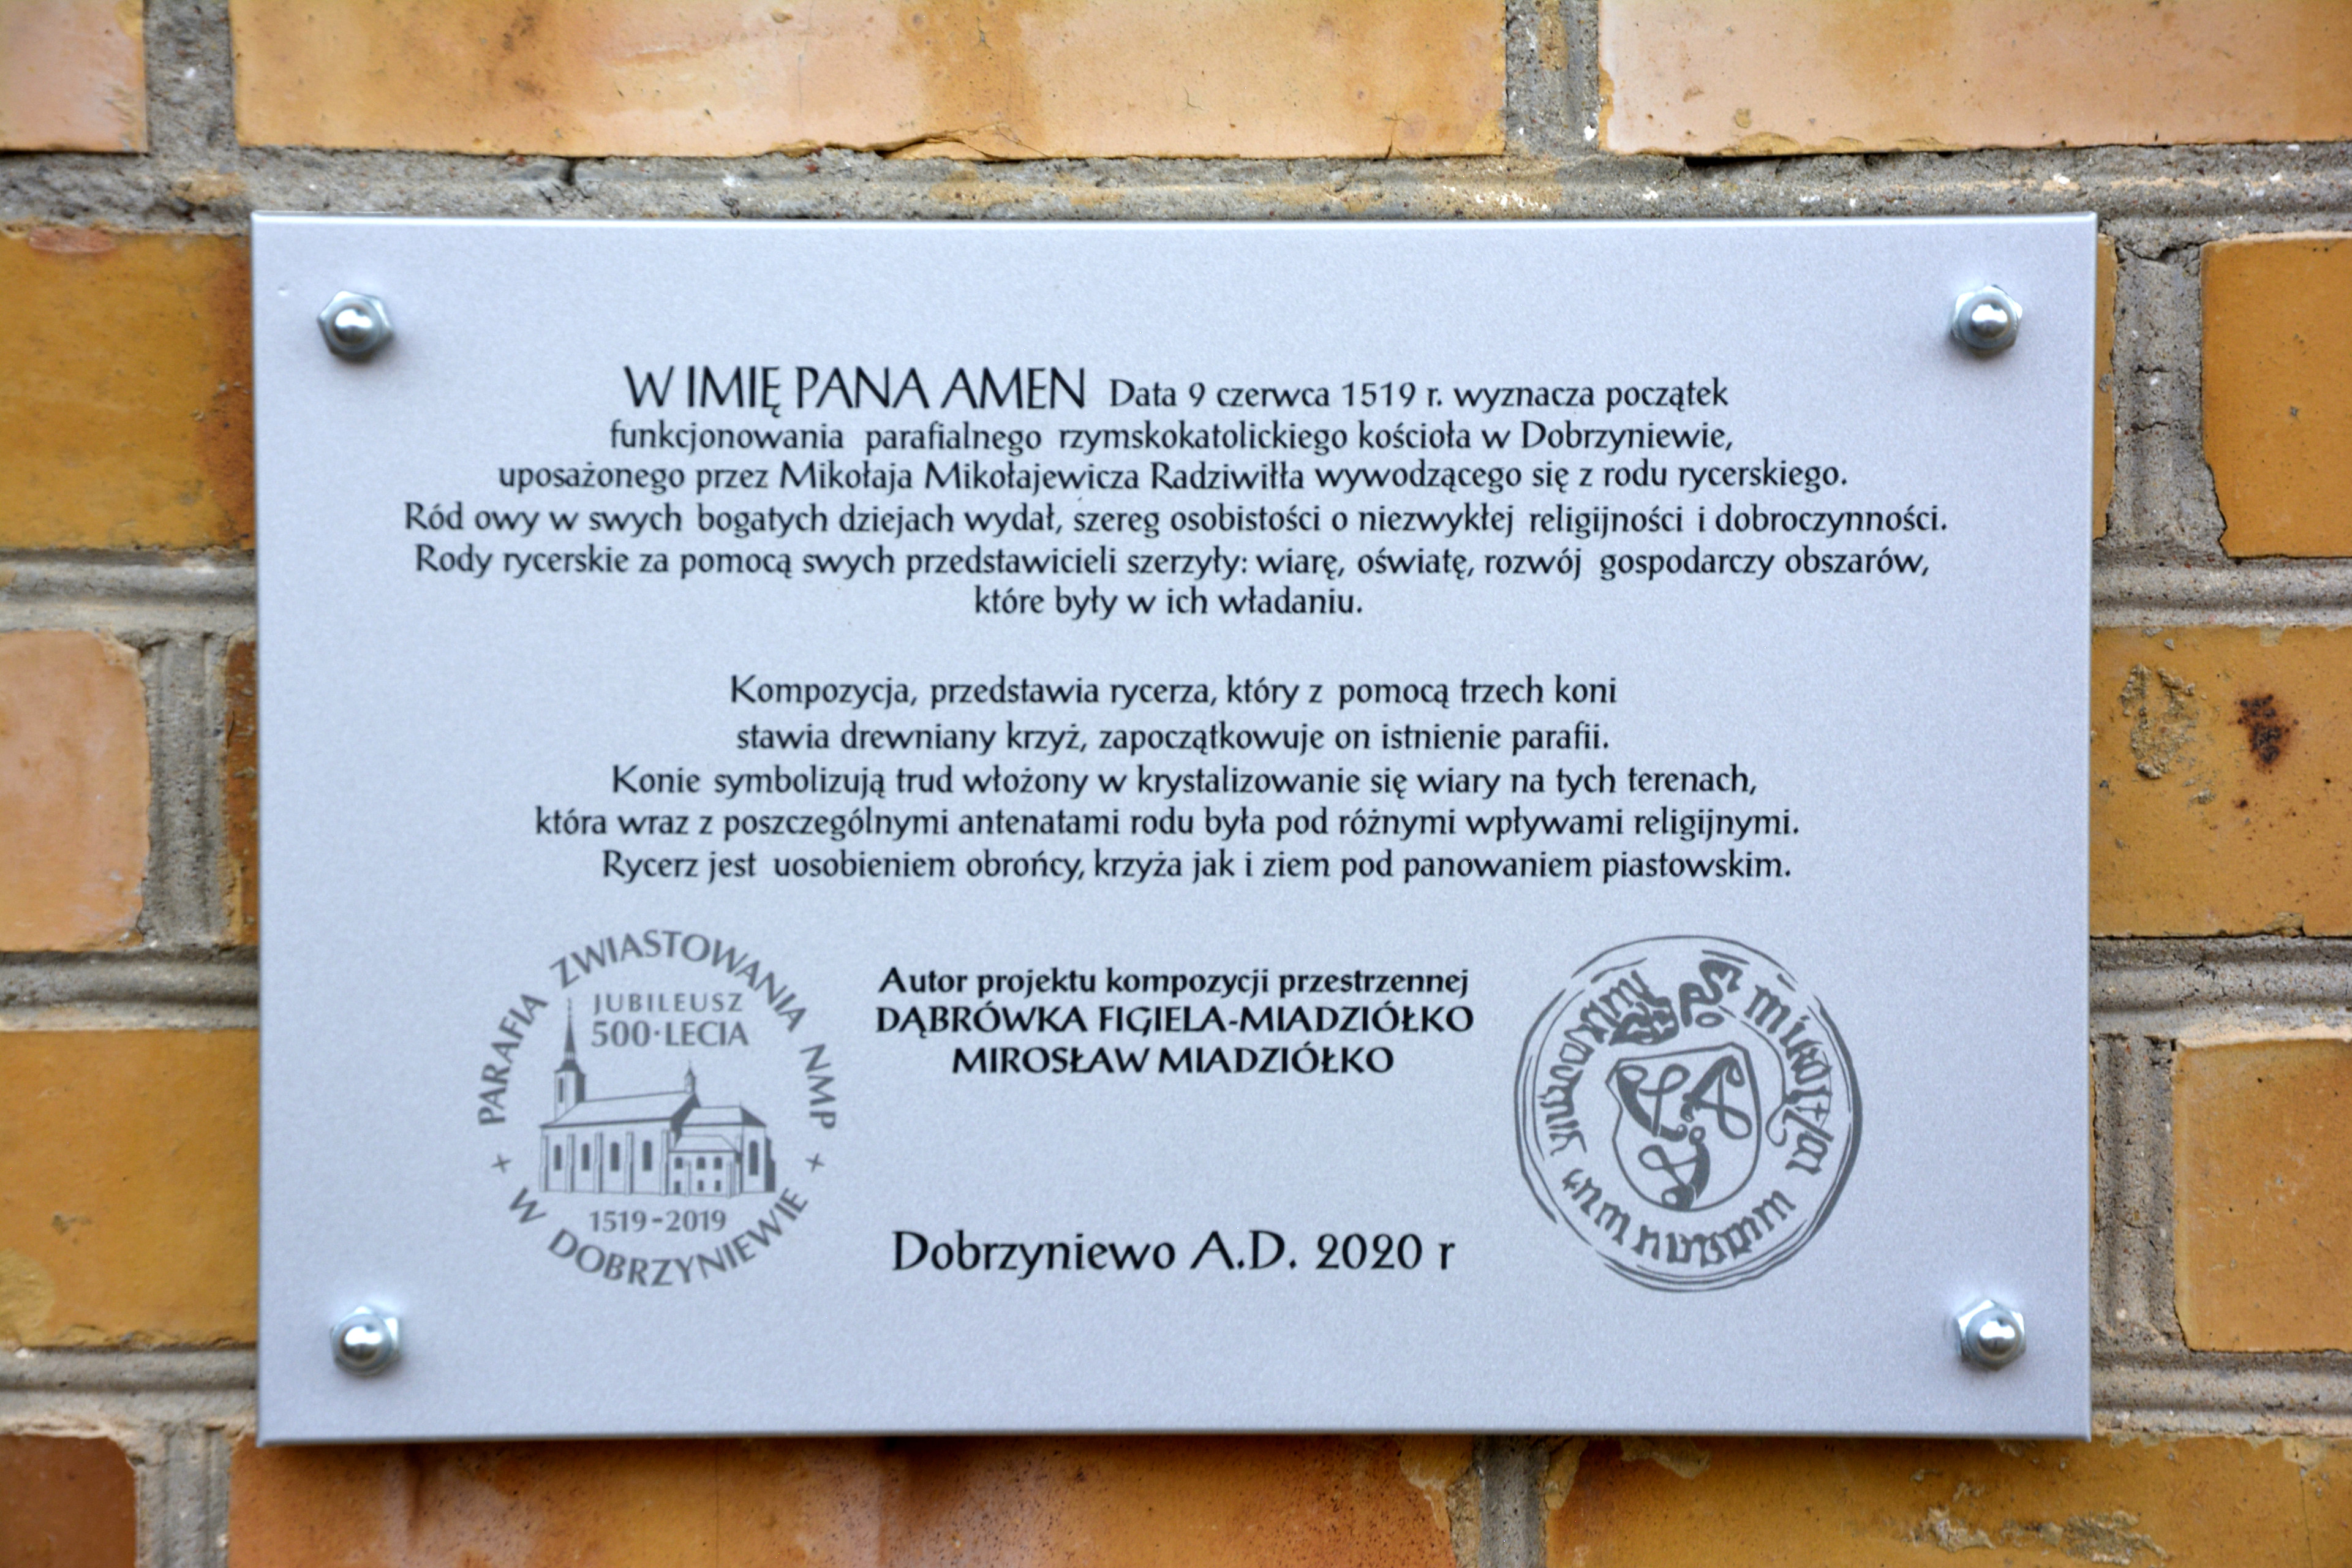 W IMIĘ PANA AMEN Data 9 czerwca 1519 r. wyznacza początek
funkcjonowania parafialnego rzymskokatolickiego kościoła w Dobrzyniewie,
uposażonego przez Mikołaja Mikołajewicza Radziwiłła wywodzącego się z rodu rycerskiego.
Ród owy w swych bogatych dziejach wydał, szereg osobistości o niezwykłej religijności i dobroczynności.
Rody rycerskie za pomocą swych przedstawicieli szerzyły: wiarę, oświatę, rozwój gospodarczy obszarów,
które były w ich władaniu.
Kompozycja, przedstawia rycerza, który z pomocą trzech koni
stawia drewniany krzyż, zapoczątkowuje on istnienie parafii.
Konie symbolizują trud włożony w krystalizowanie się wiary na tych terenach,
która wraz z poszczególnymi antenatami rodu była pod różnymi wpływami religijnymi.
Rycerz jest uosobieniem obrońcy, krzyża jak i ziem pod panowaniem piastowskim.
PARAFIA ZWIASTOWANIA NMP
JUBILEUSZ
500·LECIA
1519-2019
+ W DOBRZYNIEWIE +
Autor projektu kompozycji przestrzennej
DĄBRÓWKA FIGIELA-MIADZIÓŁKO
MIROSŁAW MIADZIÓŁKO
Dobrzyniewo A.D. 2020 r